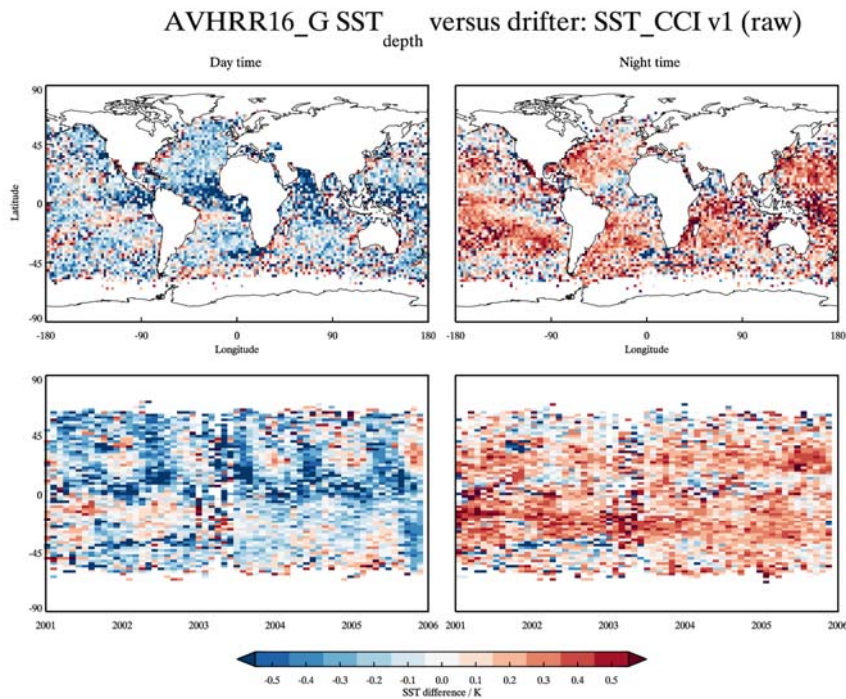 AVHRR16_G SST_depth versus drifter: SST_CCI v1 (raw)
Day time
Night time
90
45
0
-45
-90
Latitude
-180 -90 0 90 180
Longitude
-180 -90 0 90 180
Longitude
90
45
0
-45
-90
2001 2002 2003 2004 2005 2006
2001 2002 2003 2004 2005 2006
-0.5 -0.4 -0.3 -0.2 -0.1 0.0 0.1 0.2 0.3 0.4 0.5
SST difference / K